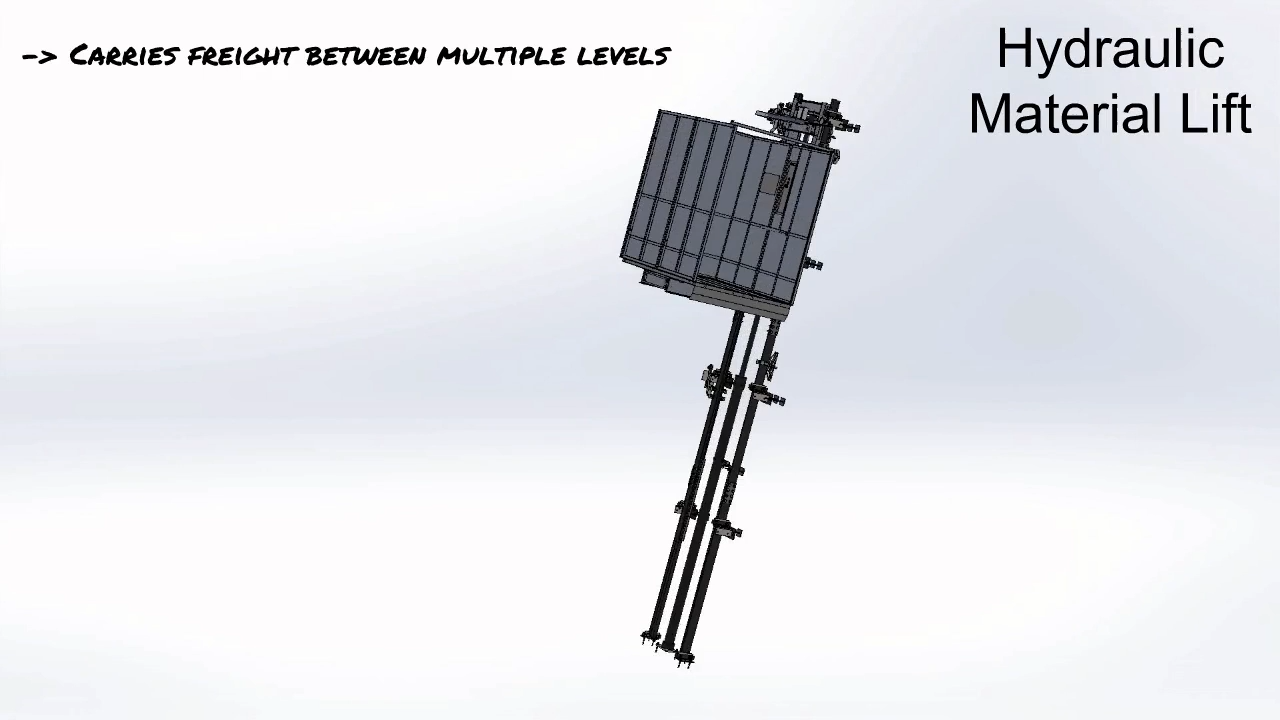 -> Carries freight between multiple levels
Hydraulic
Material Lift